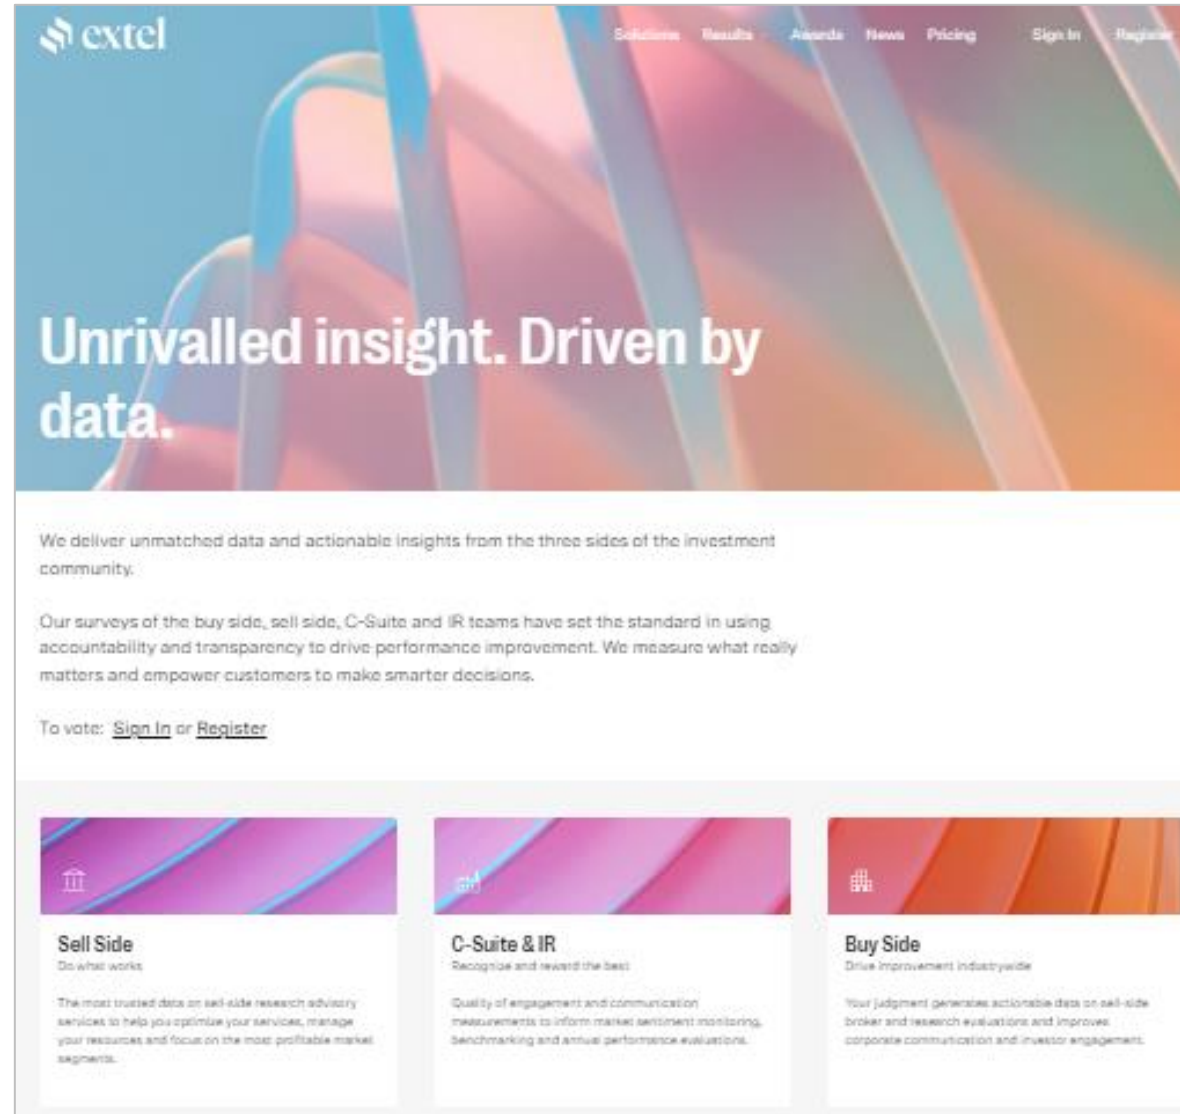 extel
Solutions Results Awards News Pricing Sign In Register
Unrivalled insight. Driven by
data.
We deliver unmatched data and actionable insights from the three sides of the investment
community.
Our surveys of the buy side, sell side, C-Suite and IR teams have set the standard in using
accountability and transparency to drive performance improvement. We measure what really
matters and empower customers to make smarter decisions.
To vote: Sign In or Register
Sell Side
Do what works
The most trusted data on sell-side research advisory
services to help you optimize your services, manage
your resources and focus on the most profitable market
segments.
C-Suite & IR
Recognize and reward the best
Quality of engagement and communication
measurements to inform market sentiment monitoring,
benchmarking and annual performance evaluations.
Buy Side
Drive improvement industrywide
Your judgment generates actionable data on sell-side
broker and research evaluations and improves
corporate communication and investor engagement.